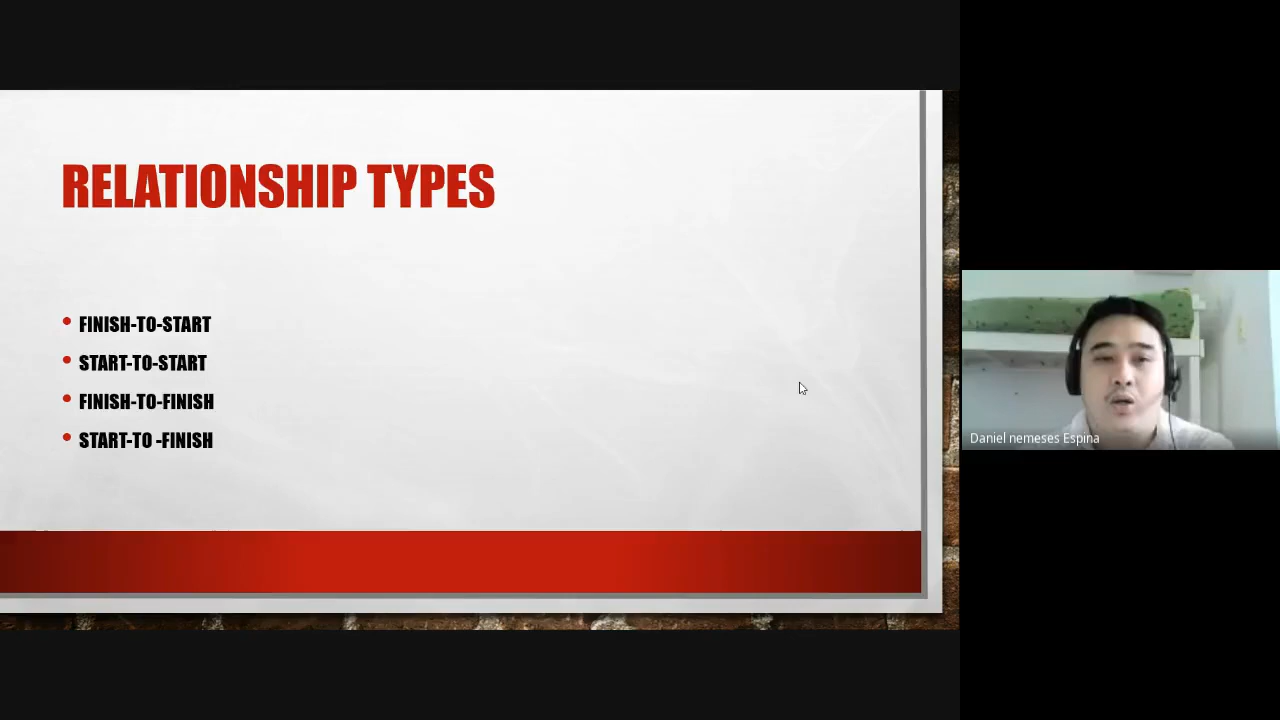 RELATIONSHIP TYPES
• FINISH-TO-START
• START-TO-START
• FINISH-TO-FINISH
• START-TO -FINISH
Daniel nemeses Espina